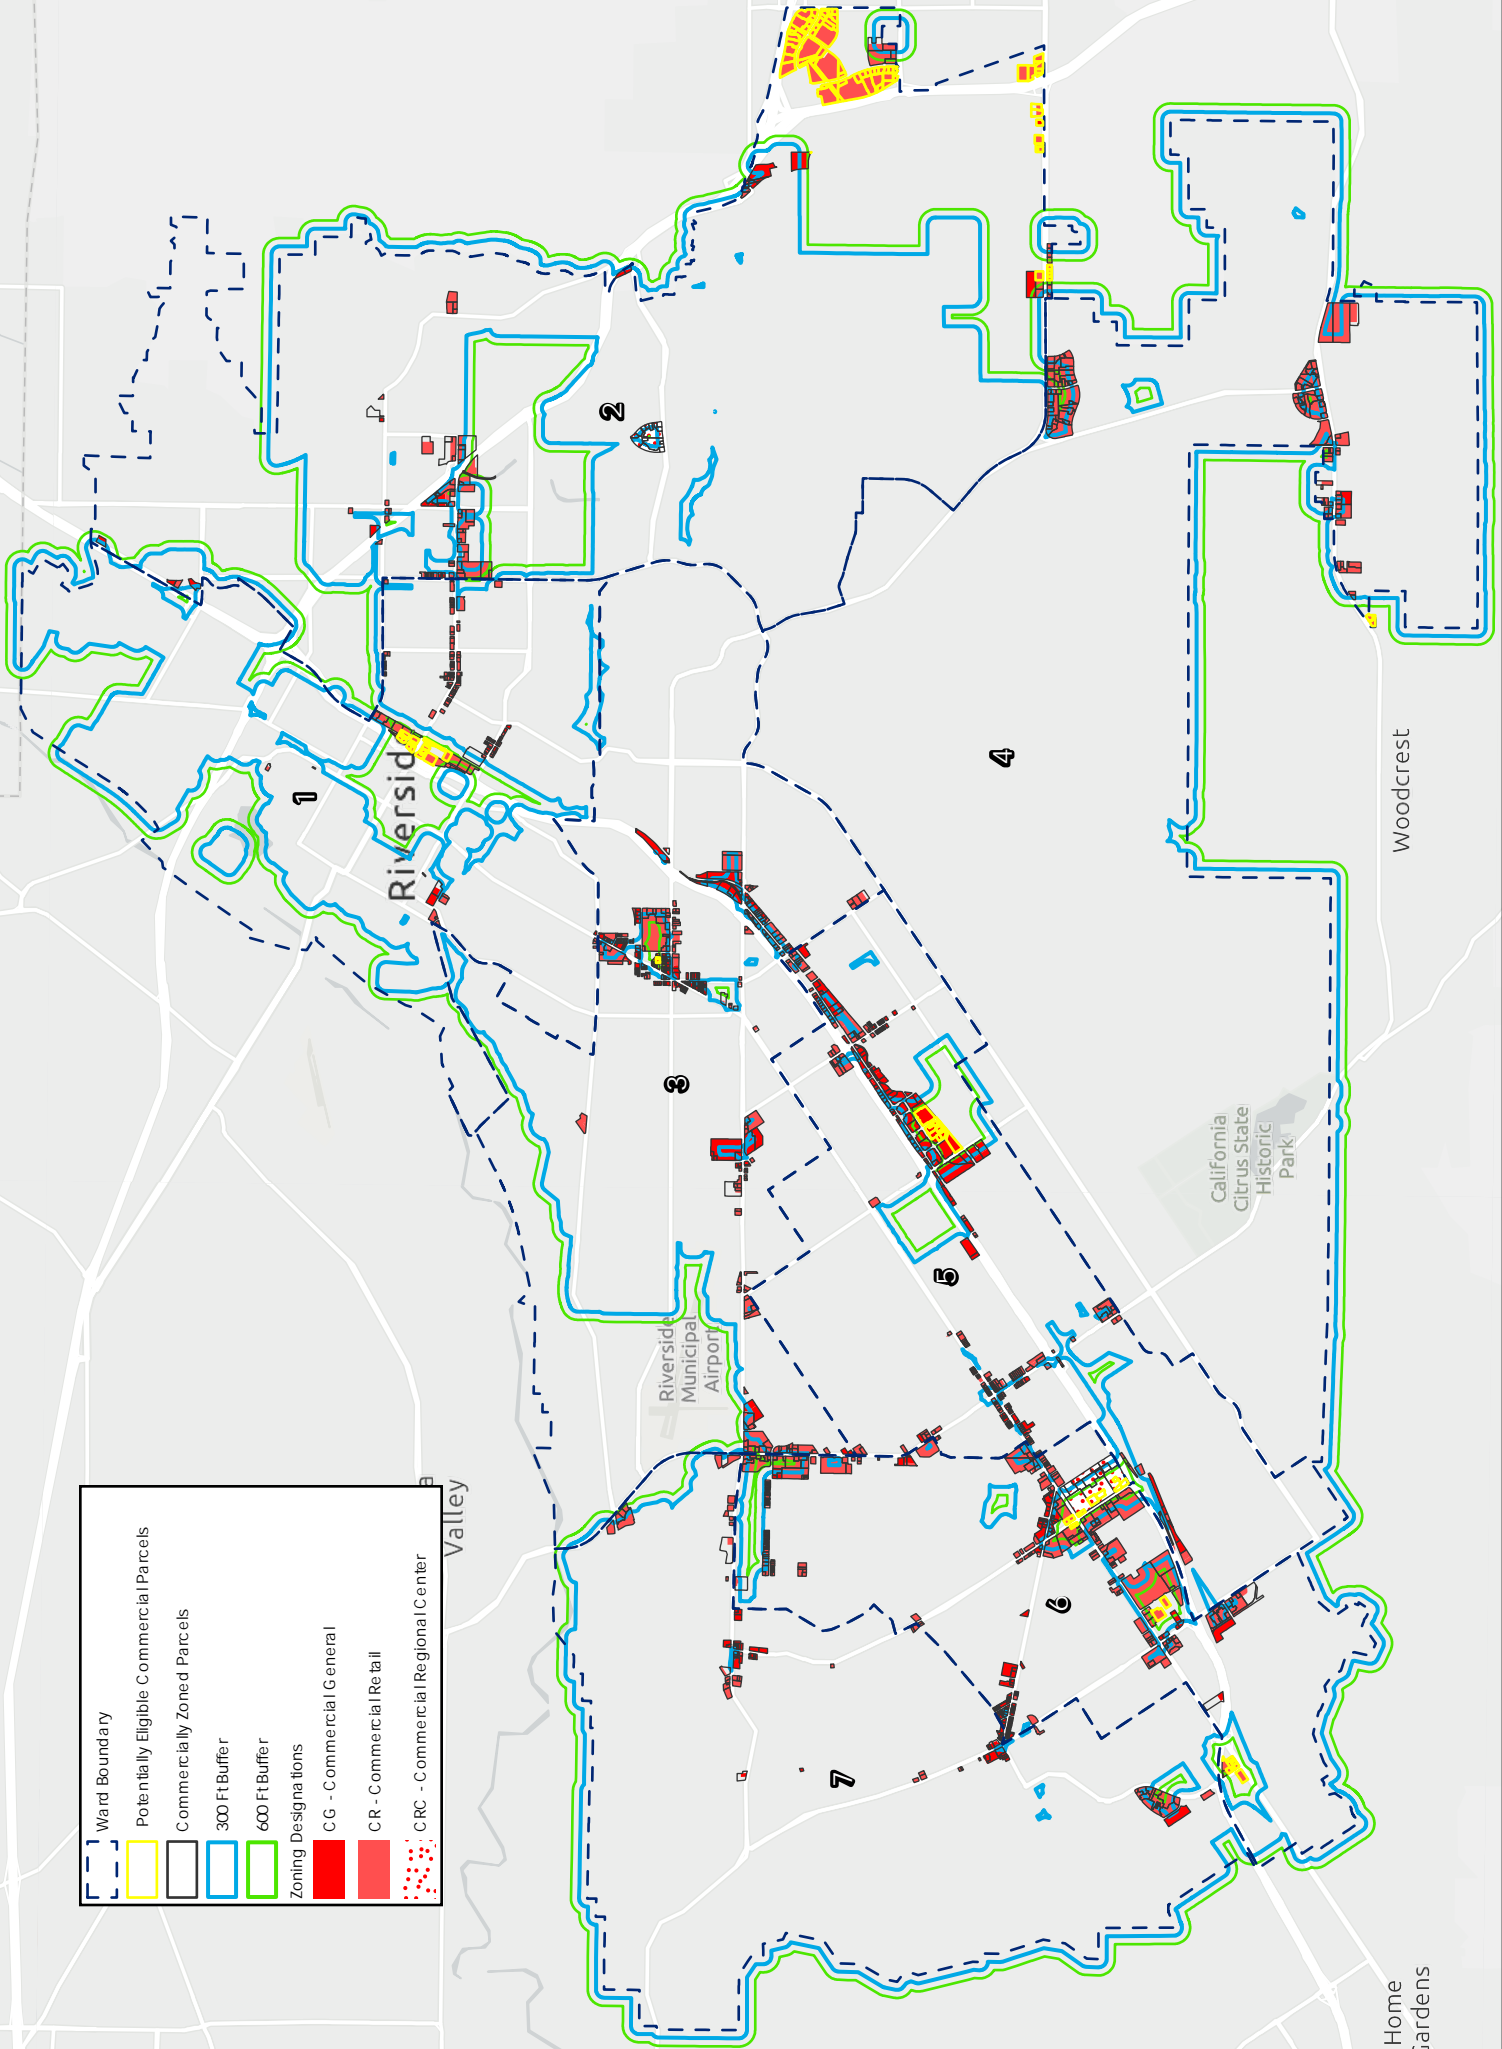 Ward Boundary
Potentially Eligible Commercial Parcels
Commercially Zoned Parcels
300 Ft Buffer
600 Ft Buffer
Zoning Designations
CG - Commercial General
CR - Commercial Retail
CRC - Commercial Regional Center
1
2
3
4
5
6
7
Riversid
Riverside
Municipal
Airport
California
Citrus State
Historic
Park
Woodcrest
a
Valley
Home
Gardens